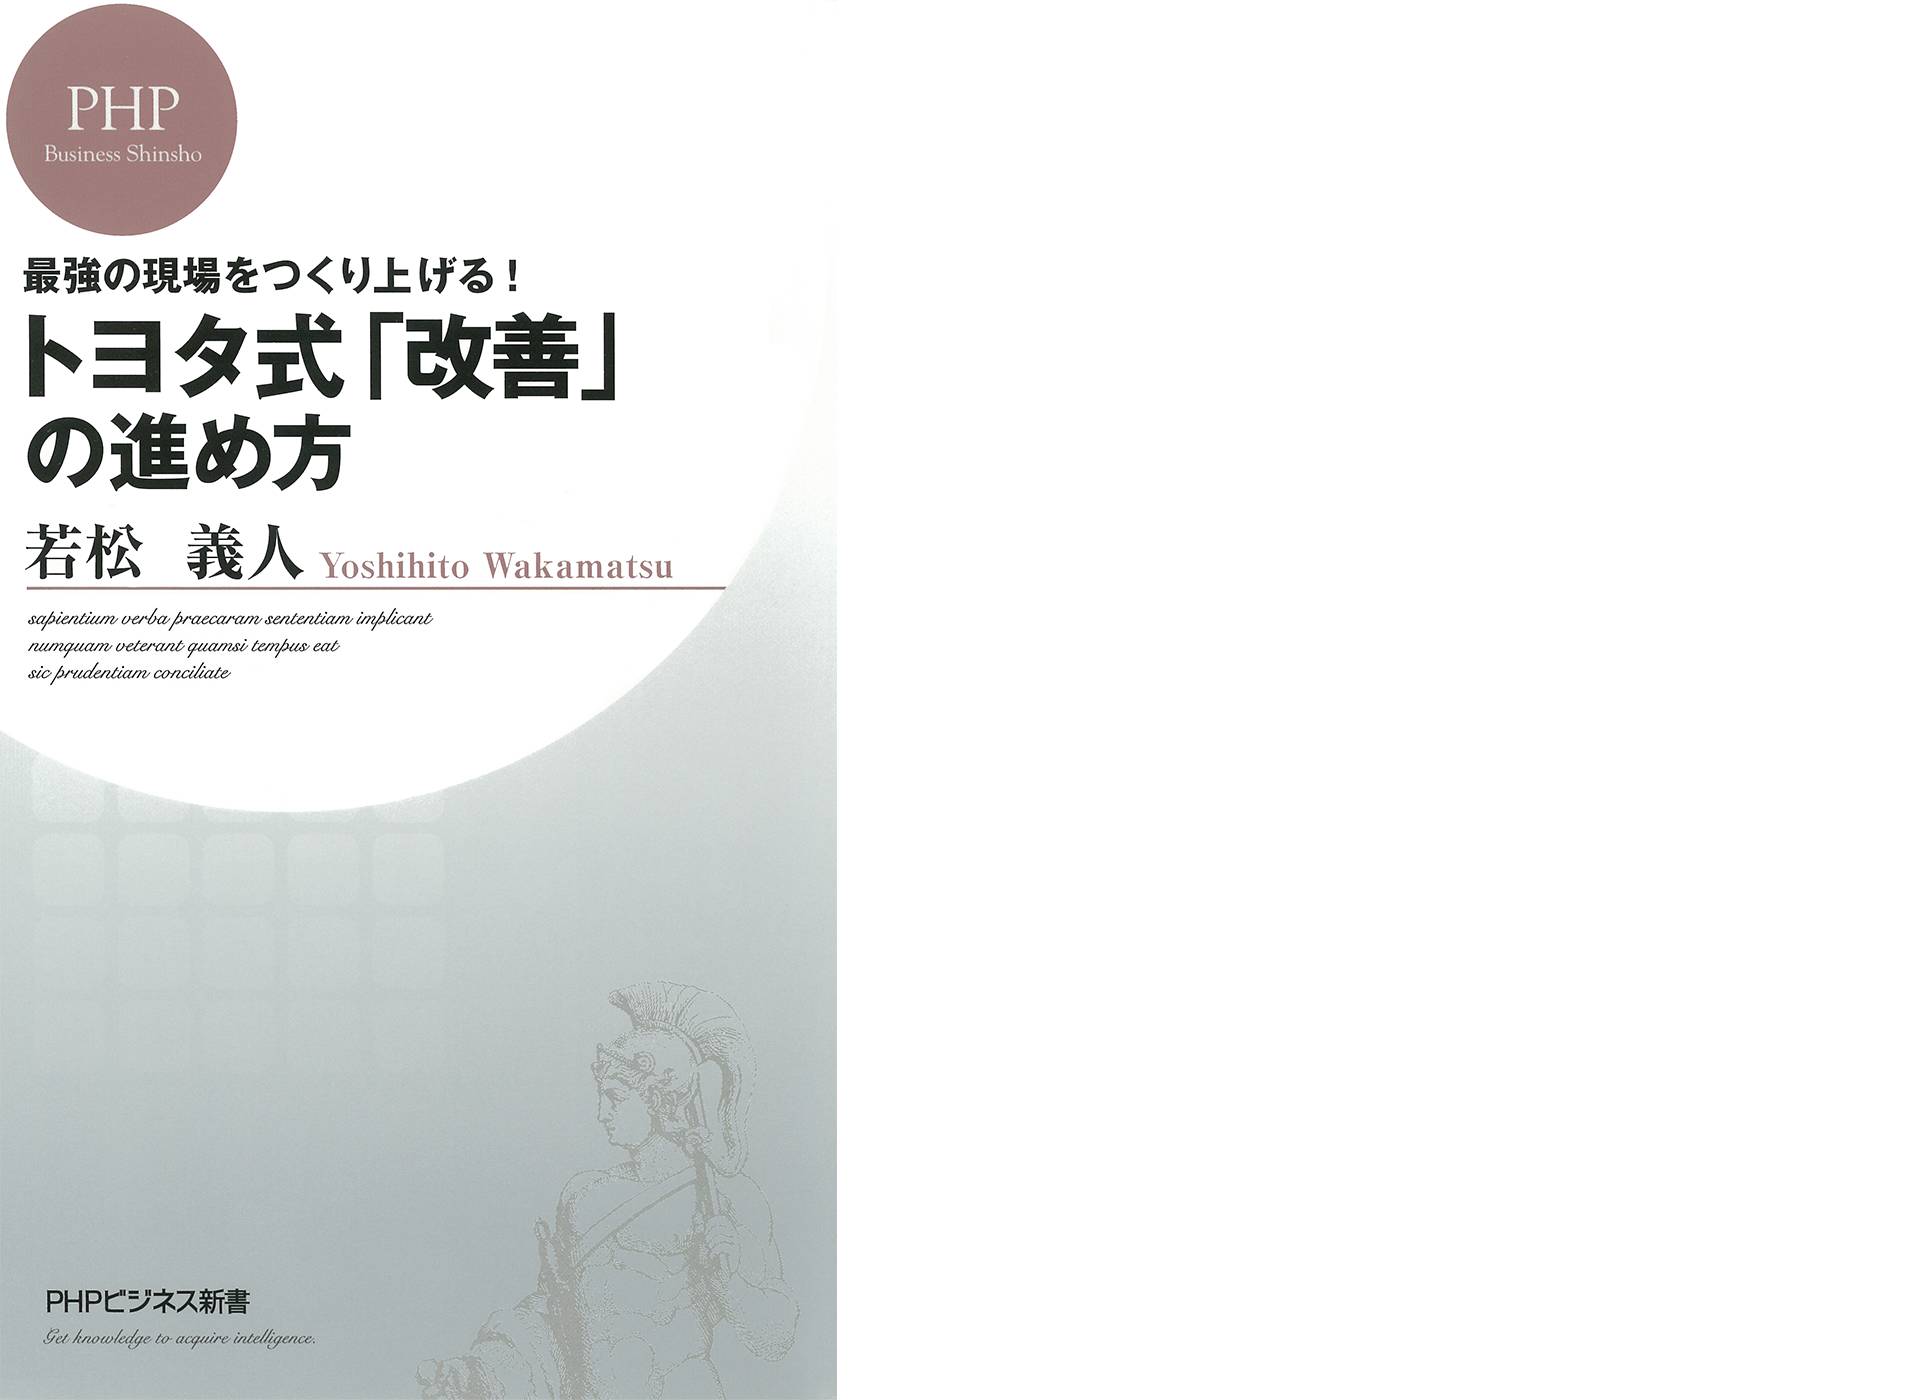 PHP
Business Shinsho
最強の現場をつくり上げる!
トヨタ式「改善」
の進め方
若松 義人 Yoshihito Wakamatsu
sapientium verba praecaram sententiam implicant
numquam veterant quamsi tempus eat
sic prudentiam conciliate
PHPビジネス新書
Get knowledge to acquire intelligence.